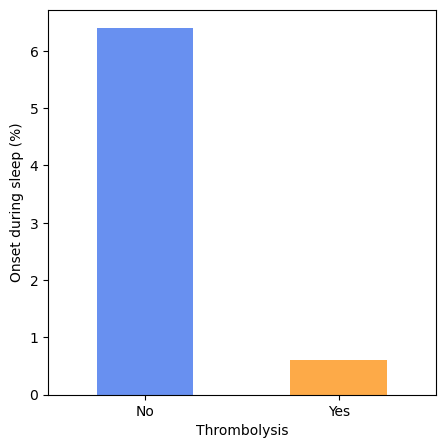 Onset during sleep (%)
6
5
4
3
2
1
0
No
Yes
Thrombolysis